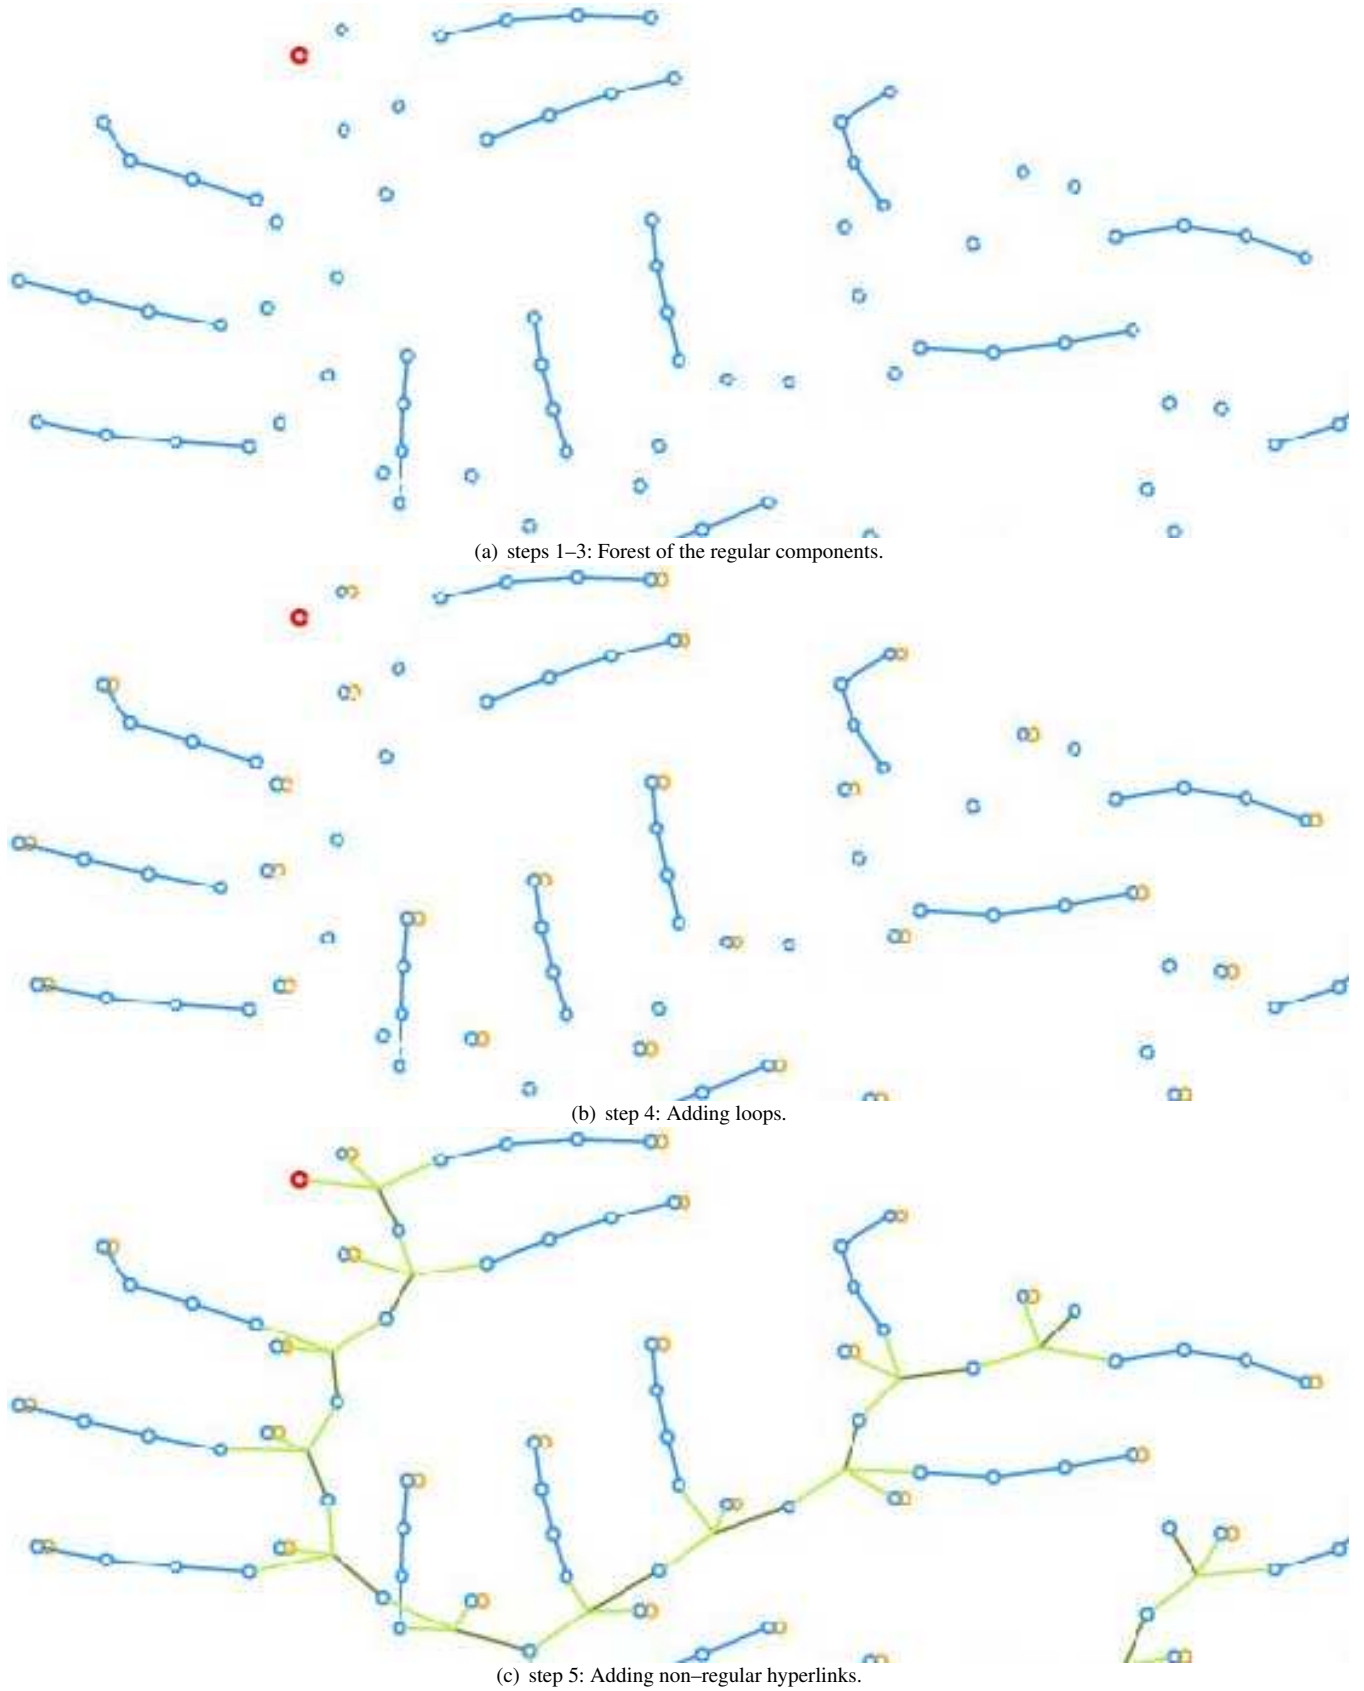 (a) steps 1–3: Forest of the regular components.
(b) step 4: Adding loops.
(c) step 5: Adding non–regular hyperlinks.